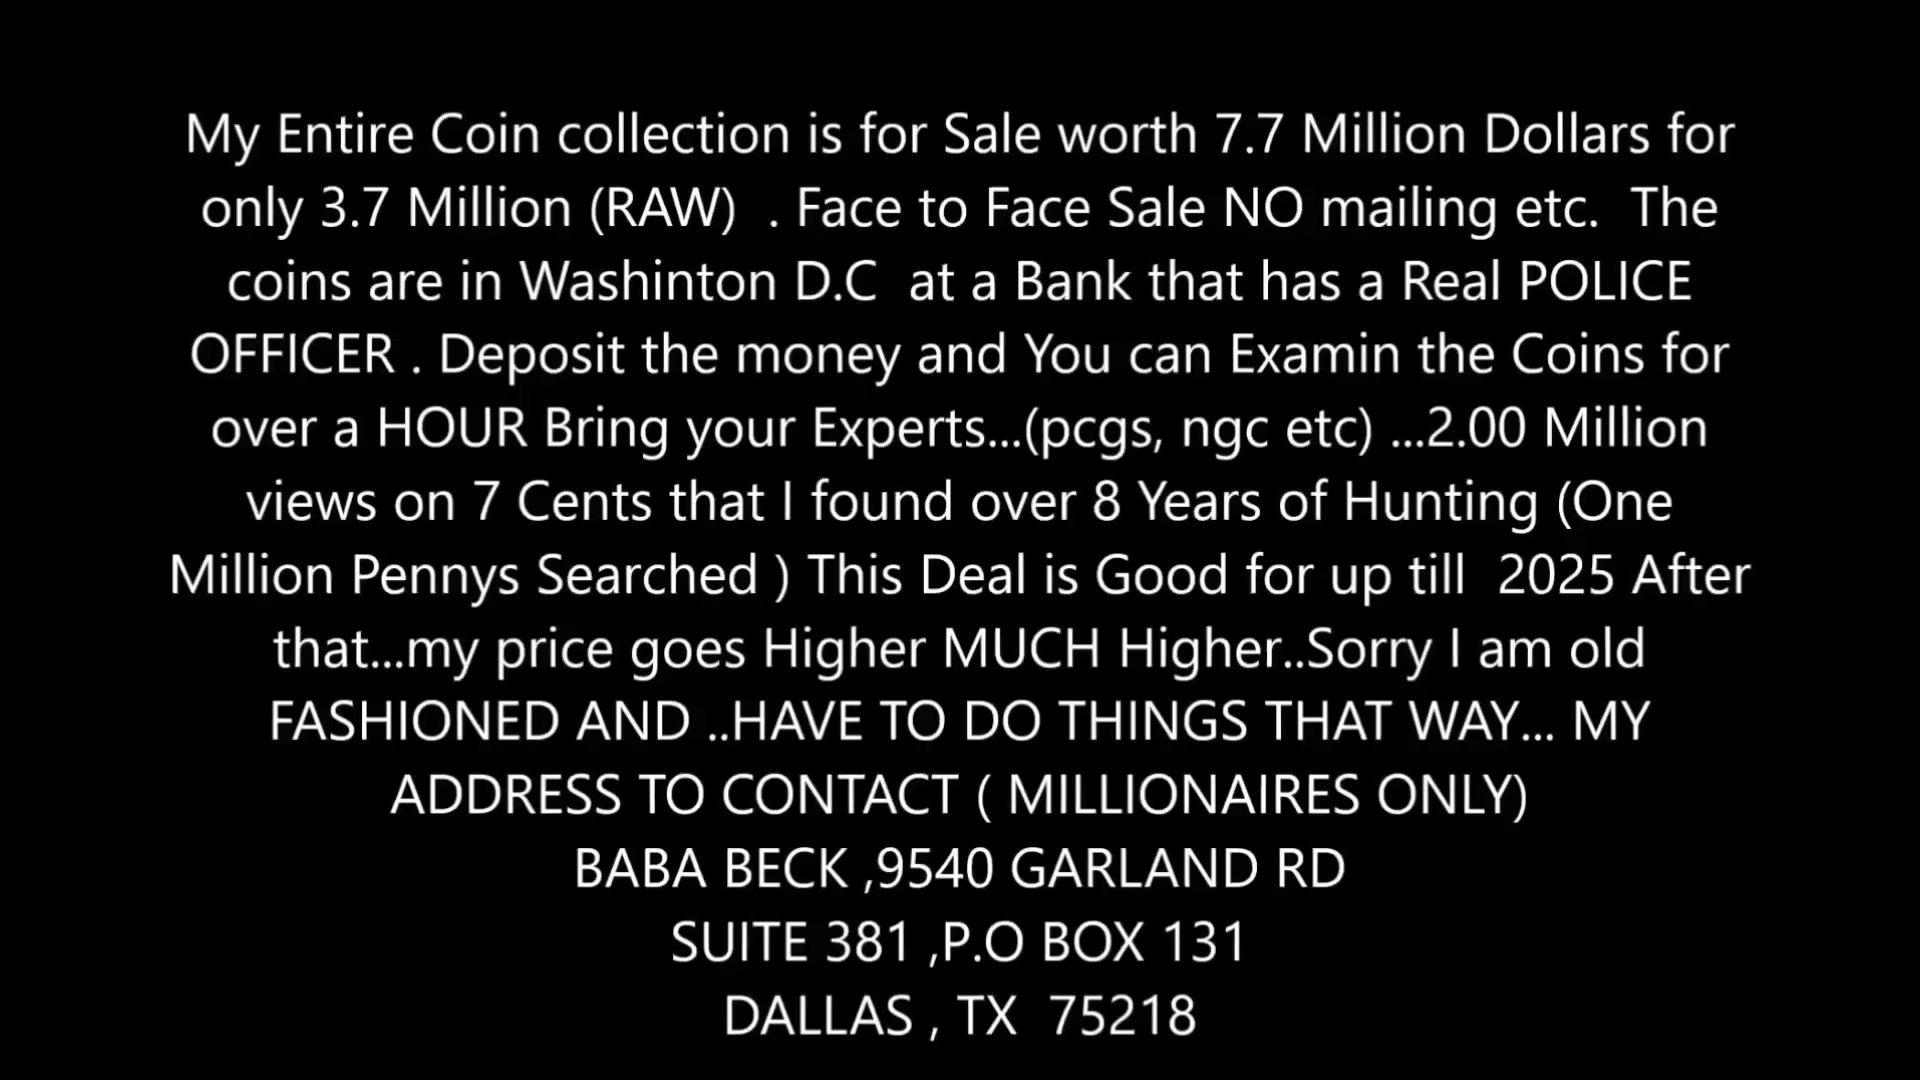 My Entire Coin collection is for Sale worth 7.7 Million Dollars for
only 3.7 Million (RAW)  . Face to Face Sale NO mailing etc.  The
coins are in Washinton D.C  at a Bank that has a Real POLICE
OFFICER . Deposit the money and You can Examin the Coins for
over a HOUR Bring your Experts...(pcgs, ngc etc) ...2.00 Million
views on 7 Cents that I found over 8 Years of Hunting (One
Million Pennys Searched ) This Deal is Good for up till  2025 After
that...my price goes Higher MUCH Higher..Sorry I am old
FASHIONED AND ..HAVE TO DO THINGS THAT WAY... MY
ADDRESS TO CONTACT ( MILLIONAIRES ONLY)
BABA BECK ,9540 GARLAND RD
SUITE 381 ,P.O BOX 131
DALLAS , TX  75218